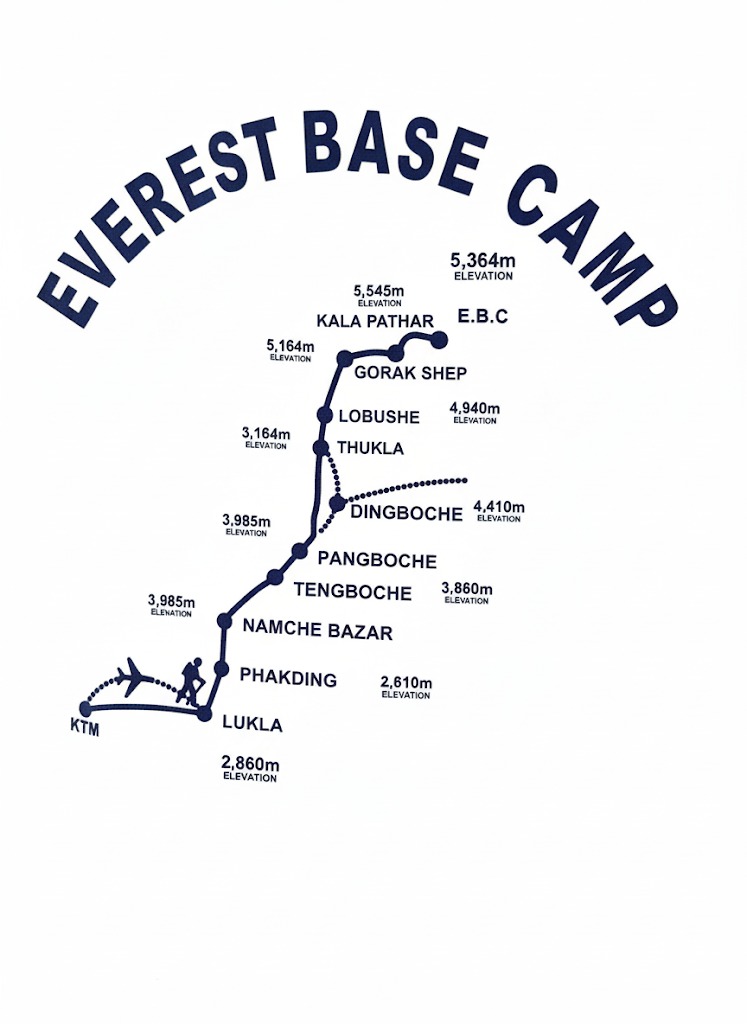 EVEREST BASE CAMP
5,364m
ELEVATION
5,545m
ELEVATION
KALA PATHAR
E.B.C
5,164m
ELEVATION
GORAK SHEP
LOBUSHE
4,940m
ELEVATION
3,164m
ELEVATION
THUKLA
DINGBOCHE
4,410m
ELEVATION
3,985m
ELEVATION
PANGBOCHE
TENGBOCHE
3,860m
ELEVATION
3,985m
ELENATION
NAMCHE BAZAR
PHAKDING
2,610m
ELEVATION
KTM
LUKLA
2,860m
ELEVATION